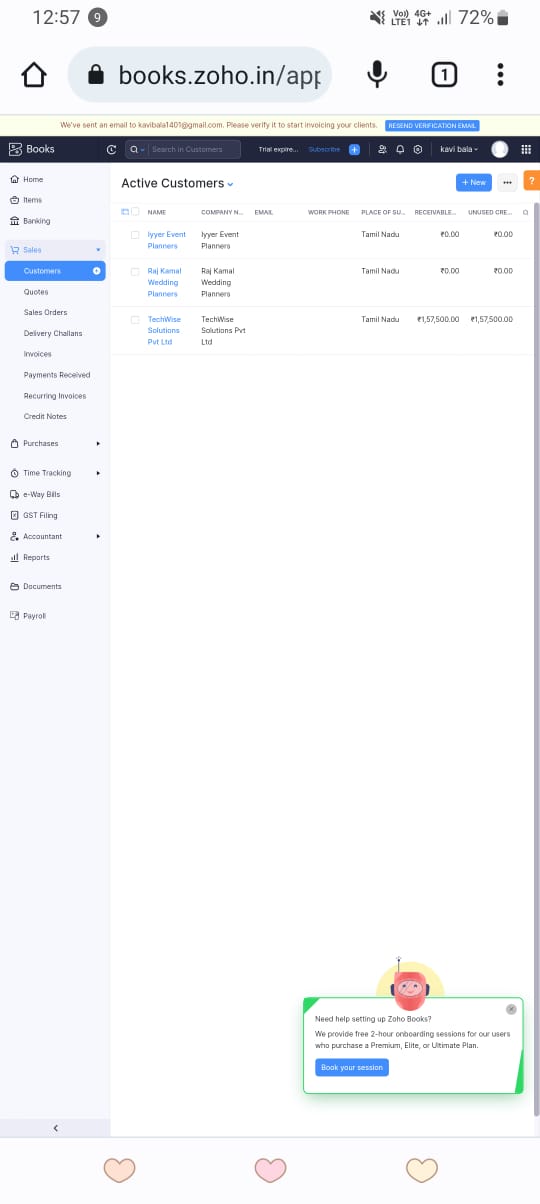 12:57 9 Vo)) LTE1 4G+ 72%
books.zoho.in/app 1
We've sent an email to kavibala1401@gmail.com. Please verify it to start invoicing your clients. RESEND VERIFICATION EMAIL
Books Search in Customers Trial expire... Subscribe kavi bala
Home
Items
Banking
Sales
Customers
Quotes
Sales Orders
Delivery Challans
Invoices
Payments Received
Recurring Invoices
Credit Notes
Purchases
Time Tracking
e-Way Bills
GST Filing
Accountant
Reports
Documents
Payroll
Active Customers + New ?
NAME COMPANY N... EMAIL WORK PHONE PLACE OF SU... RECEIVABLE... UNUSED CRE...
Iyyer Event Iyyer Event Tamil Nadu ₹0.00 ₹0.00
Planners Planners
Raj Kamal Raj Kamal Tamil Nadu ₹0.00 ₹0.00
Wedding Wedding
Planners Planners
TechWise TechWise Tamil Nadu ₹1,57,500.00 ₹1,57,500.00
Solutions Solutions Pvt
Pvt Ltd Ltd
Need help setting up Zoho Books?
We provide free 2-hour onboarding sessions for our users
who purchase a Premium, Elite, or Ultimate Plan.
Book your session